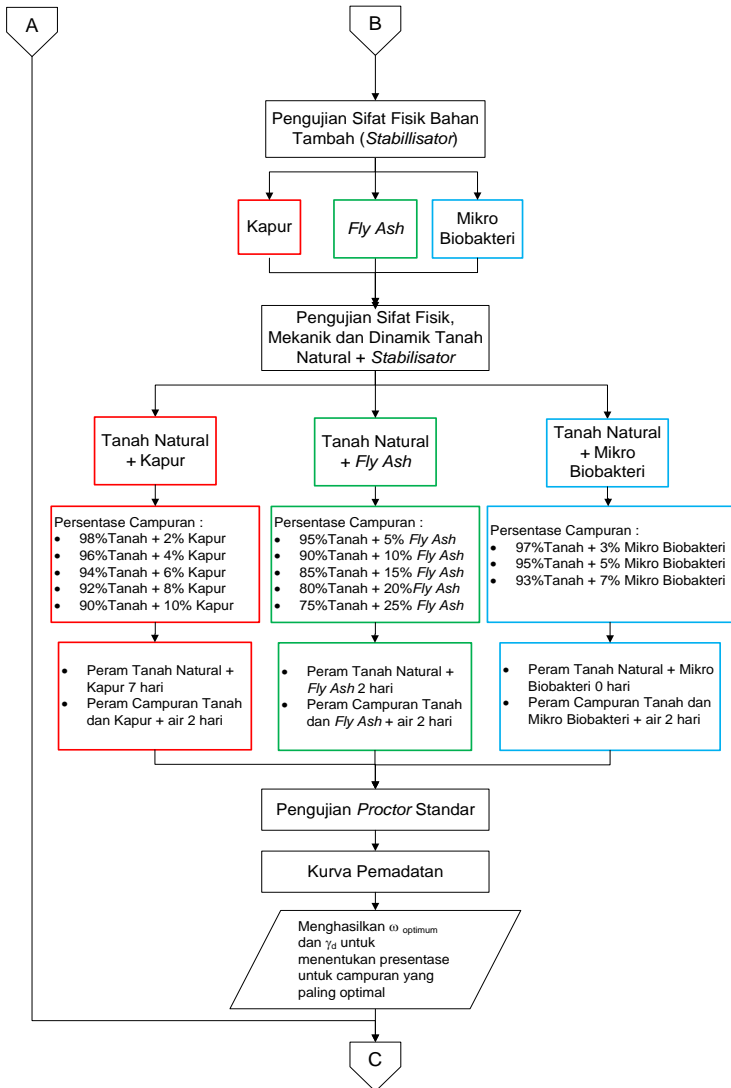 A
B
Pengujian Sifat Fisik Bahan
Tambah (Stabillisator)
Kapur
Fly Ash
Mikro
Biobakteri
Pengujian Sifat Fisik,
Mekanik dan Dinamik Tanah
Natural + Stabilisator
Tanah Natural
+ Kapur
Tanah Natural
+ Fly Ash
Tanah Natural
+ Mikro
Biobakteri
Persentase Campuran :
• 98%Tanah + 2% Kapur
• 96%Tanah + 4% Kapur
• 94%Tanah + 6% Kapur
• 92%Tanah + 8% Kapur
• 90%Tanah + 10% Kapur
Persentase Campuran :
• 95%Tanah + 5% Fly Ash
• 90%Tanah + 10% Fly Ash
• 85%Tanah + 15% Fly Ash
• 80%Tanah + 20%Fly Ash
• 75%Tanah + 25% Fly Ash
Persentase Campuran :
• 97%Tanah + 3% Mikro Biobakteri
• 95%Tanah + 5% Mikro Biobakteri
• 93%Tanah + 7% Mikro Biobakteri
• Peram Tanah Natural +
Kapur 7 hari
• Peram Campuran Tanah
dan Kapur + air 2 hari
• Peram Tanah Natural +
Fly Ash 2 hari
• Peram Campuran Tanah
dan Fly Ash + air 2 hari
• Peram Tanah Natural + Mikro
Biobakteri 0 hari
• Peram Campuran Tanah dan
Mikro Biobakteri + air 2 hari
Pengujian Proctor Standar
Kurva Pemadatan
Menghasilkan ω optimum
dan γd untuk
menentukan presentase
untuk campuran yang
paling optimal
C